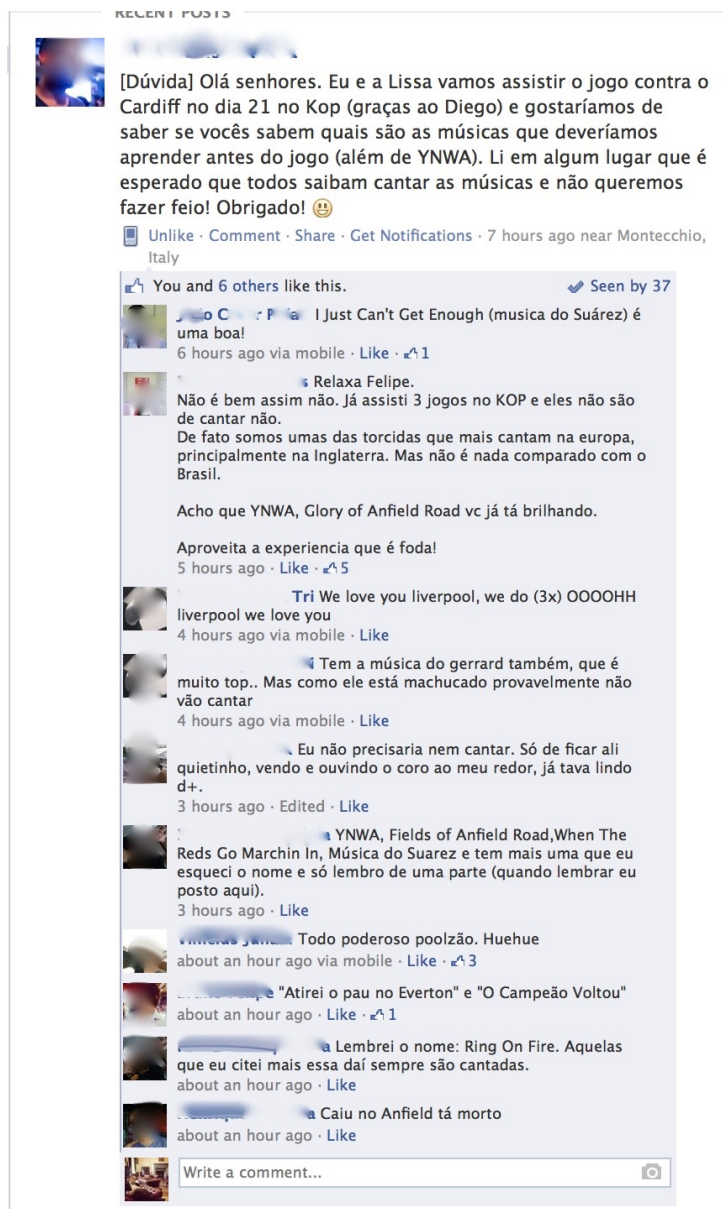 RECENT POSTS
[Dúvida] Olá senhores. Eu e a Lissa vamos assistir o jogo contra o
Cardiff no dia 21 no Kop (graças ao Diego) e gostaríamos de
saber se vocês sabem quais são as músicas que deveríamos
aprender antes do jogo (além de YNWA). Li em algum lugar que é
esperado que todos saibam cantar as músicas e não queremos
fazer feio! Obrigado! 😃
Unlike · Comment · Share · Get Notifications · 7 hours ago near Montecchio,
Italy
You and 6 others like this.
Seen by 37
I Just Can't Get Enough (musica do Suárez) é
uma boa!
6 hours ago via mobile · Like · 1
Relaxa Felipe.
Não é bem assim não. Já assisti 3 jogos no KOP e eles não são
de cantar não.
De fato somos umas das torcidas que mais cantam na europa,
principalmente na Inglaterra. Mas não é nada comparado com o
Brasil.
Acho que YNWA, Glory of Anfield Road vc já tá brilhando.
Aproveita a experiencia que é foda!
5 hours ago · Like · 5
Tri We love you liverpool, we do (3x) OOOOHH
liverpool we love you
4 hours ago via mobile · Like
Tem a música do gerrard também, que é
muito top.. Mas como ele está machucado provavelmente não
vão cantar
4 hours ago via mobile · Like
Eu não precisaria nem cantar. Só de ficar ali
quietinho, vendo e ouvindo o coro ao meu redor, já tava lindo
d+.
3 hours ago · Edited · Like
YNWA, Fields of Anfield Road,When The
Reds Go Marchin In, Música do Suarez e tem mais uma que eu
esqueci o nome e só lembro de uma parte (quando lembrar eu
posto aqui).
3 hours ago · Like
Todo poderoso poolzão. Huehue
about an hour ago via mobile · Like · 3
"Atirei o pau no Everton" e "O Campeão Voltou"
about an hour ago · Like · 1
Lembrei o nome: Ring On Fire. Aquelas
que eu citei mais essa daí sempre são cantadas.
about an hour ago · Like
Caiu no Anfield tá morto
about an hour ago · Like
Write a comment...